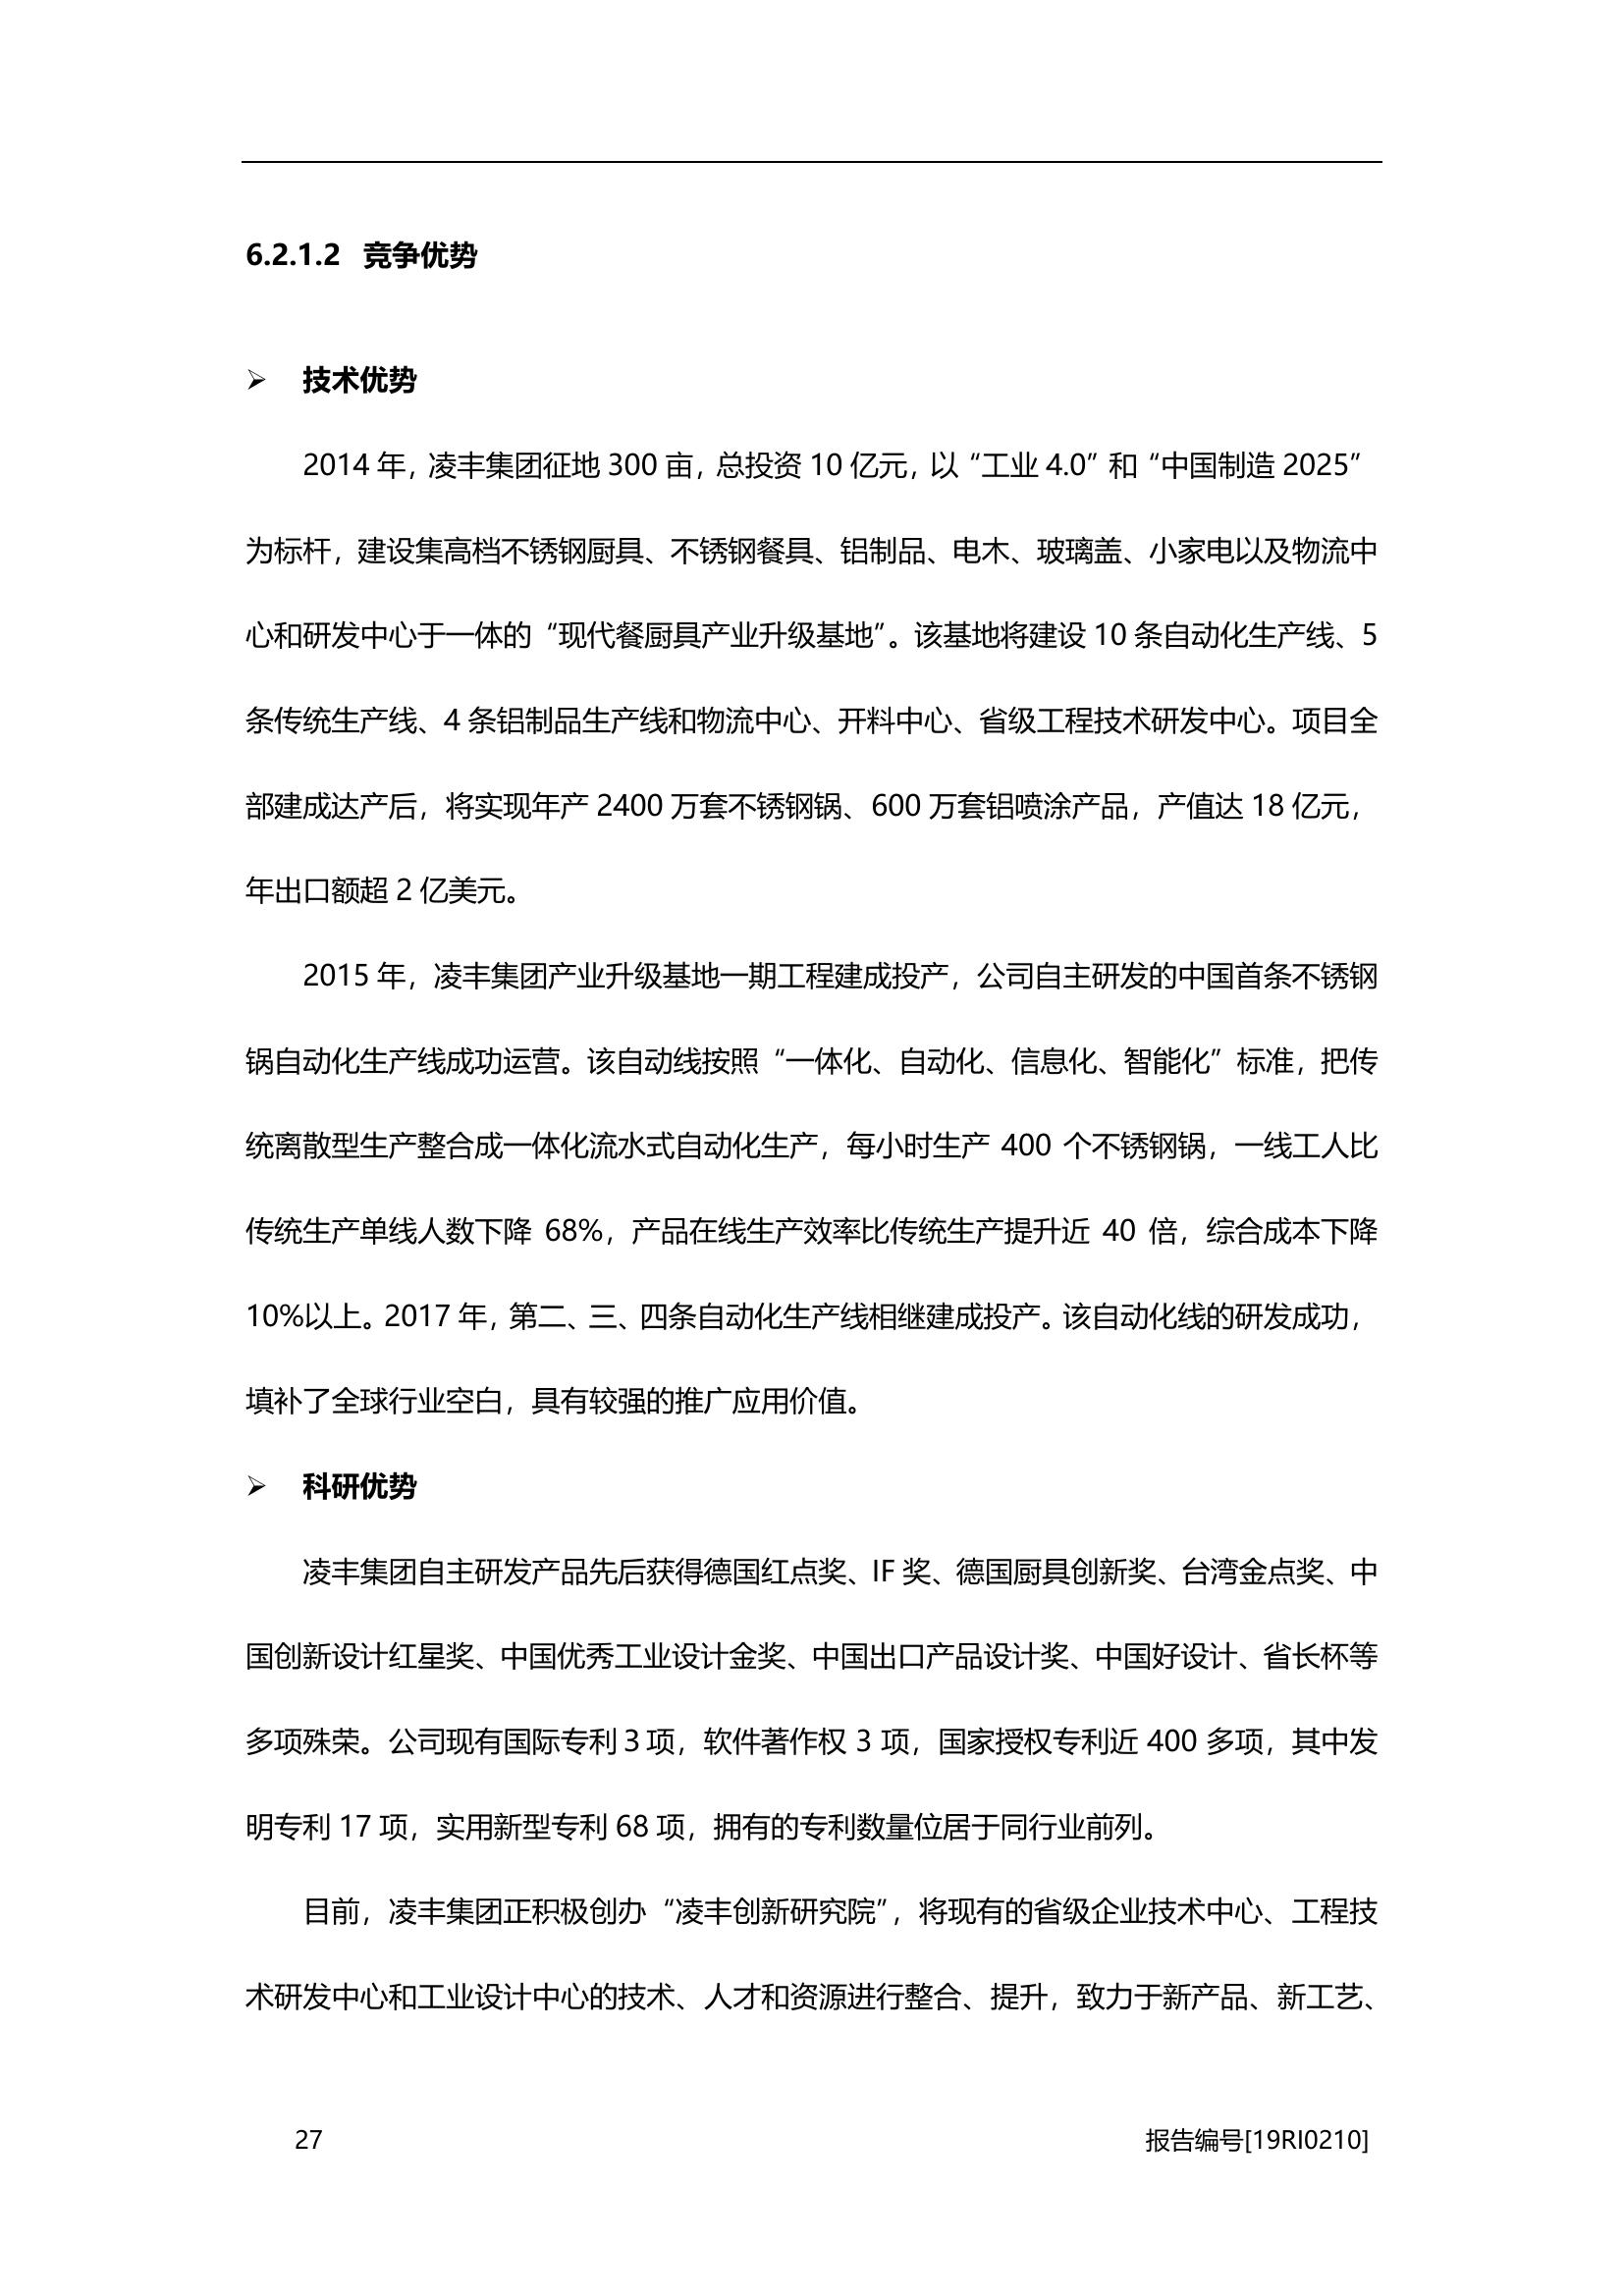 6.2.1.2 竞争优势
➢ 技术优势
2014 年，凌丰集团征地 300 亩，总投资 10 亿元，以“工业 4.0”和“中国制造 2025”
为标杆，建设集高档不锈钢厨具、不锈钢餐具、铝制品、电木、玻璃盖、小家电以及物流中
心和研发中心于一体的“现代餐厨具产业升级基地”。该基地将建设 10 条自动化生产线、5
条传统生产线、4 条铝制品生产线和物流中心、开料中心、省级工程技术研发中心。项目全
部建成达产后，将实现年产 2400 万套不锈钢锅、600 万套铝喷涂产品，产值达 18 亿元，
年出口额超 2 亿美元。
2015 年，凌丰集团产业升级基地一期工程建成投产，公司自主研发的中国首条不锈钢
锅自动化生产线成功运营。该自动线按照“一体化、自动化、信息化、智能化”标准，把传
统离散型生产整合成一体化流水式自动化生产，每小时生产 400 个不锈钢锅，一线工人比
传统生产单线人数下降 68%，产品在线生产效率比传统生产提升近 40 倍，综合成本下降
10%以上。2017 年，第二、三、四条自动化生产线相继建成投产。该自动化线的研发成功，
填补了全球行业空白，具有较强的推广应用价值。
➢ 科研优势
凌丰集团自主研发产品先后获得德国红点奖、IF 奖、德国厨具创新奖、台湾金点奖、中
国创新设计红星奖、中国优秀工业设计金奖、中国出口产品设计奖、中国好设计、省长杯等
多项殊荣。公司现有国际专利 3 项，软件著作权 3 项，国家授权专利近 400 多项，其中发
明专利 17 项，实用新型专利 68 项，拥有的专利数量位居于同行业前列。
目前，凌丰集团正积极创办“凌丰创新研究院”，将现有的省级企业技术中心、工程技
术研发中心和工业设计中心的技术、人才和资源进行整合、提升，致力于新产品、新工艺、
27 报告编号[19RI0210]